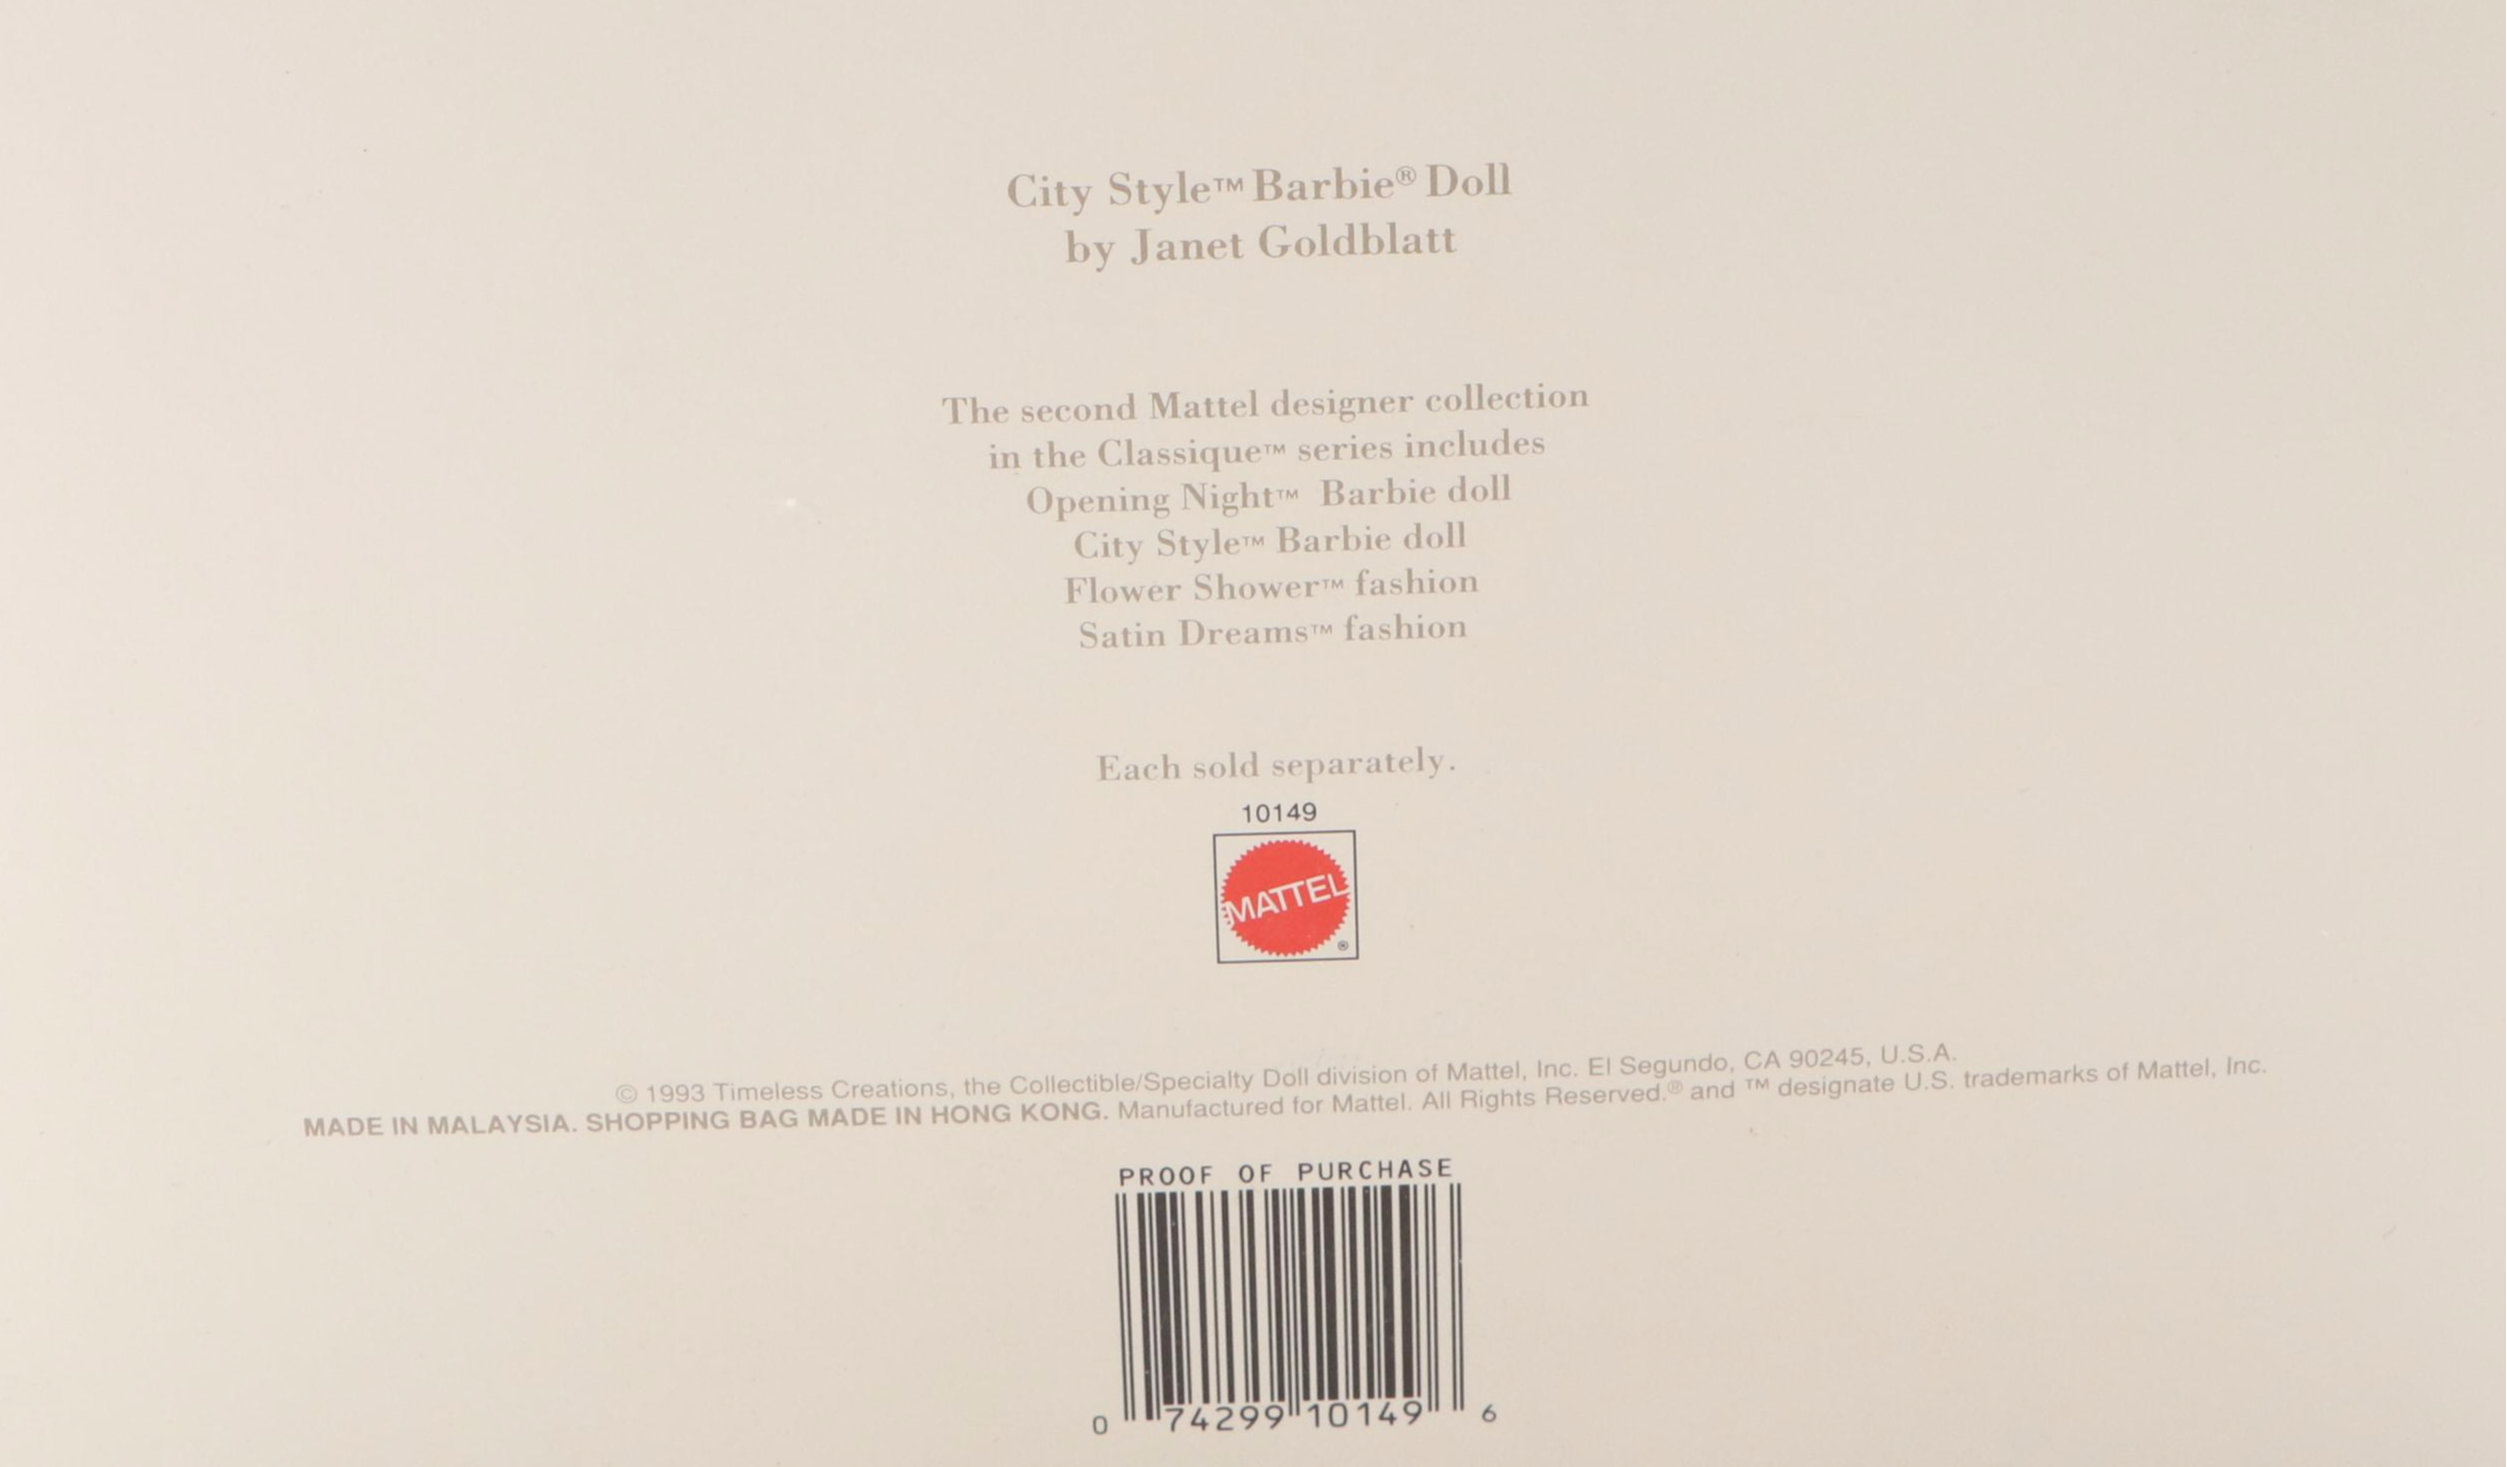 City Style™ Barbie® Doll
by Janet Goldblatt
The second Mattel designer collection
in the Classique™ series includes
Opening Night™ Barbie doll
City Style™ Barbie doll
Flower Shower™ fashion
Satin Dreams™ fashion
Each sold separately.
10149
MATTEL
®
© 1993 Timeless Creations, the Collectible/Specialty Doll division of Mattel, Inc. El Segundo, CA 90245, U.S.A.
MADE IN MALAYSIA. SHOPPING BAG MADE IN HONG KONG. Manufactured for Mattel. All Rights Reserved.® and ™ designate U.S. trademarks of Mattel, Inc.
PROOF OF PURCHASE
0 74299 10149 6